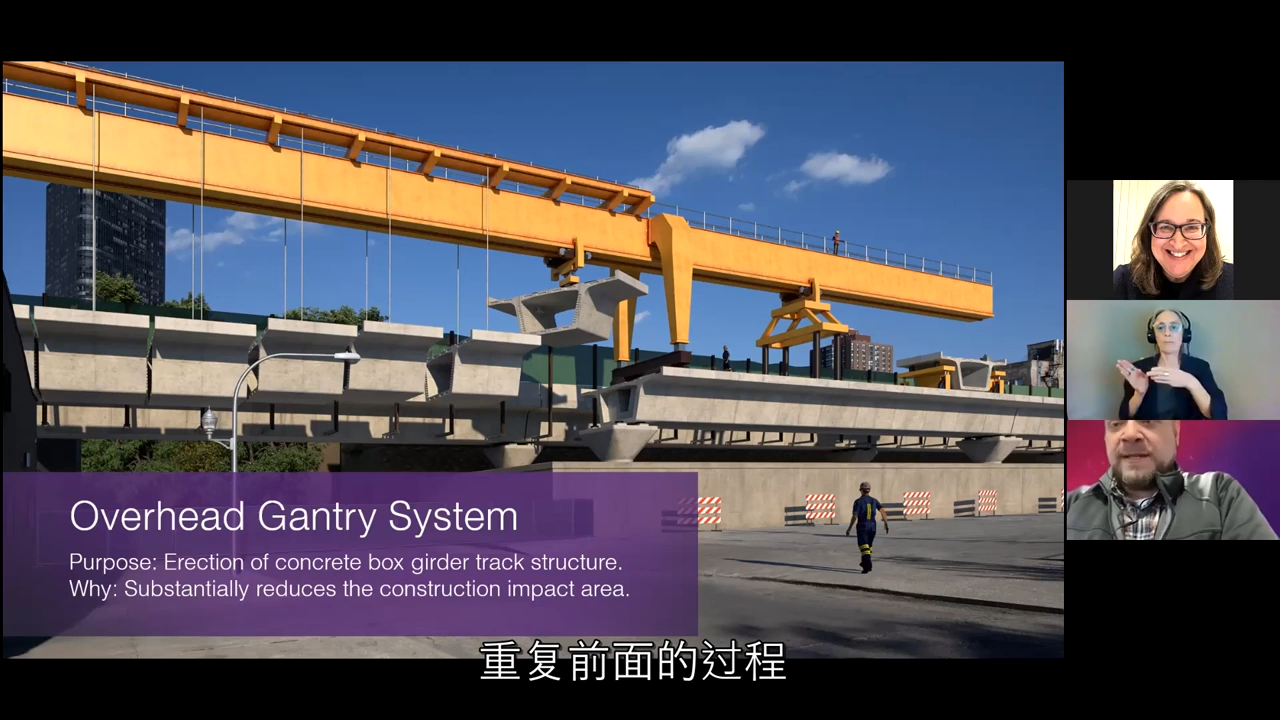 Overhead Gantry System
Purpose: Erection of concrete box girder track structure.
Why: Substantially reduces the construction impact area.
重复前面的过程